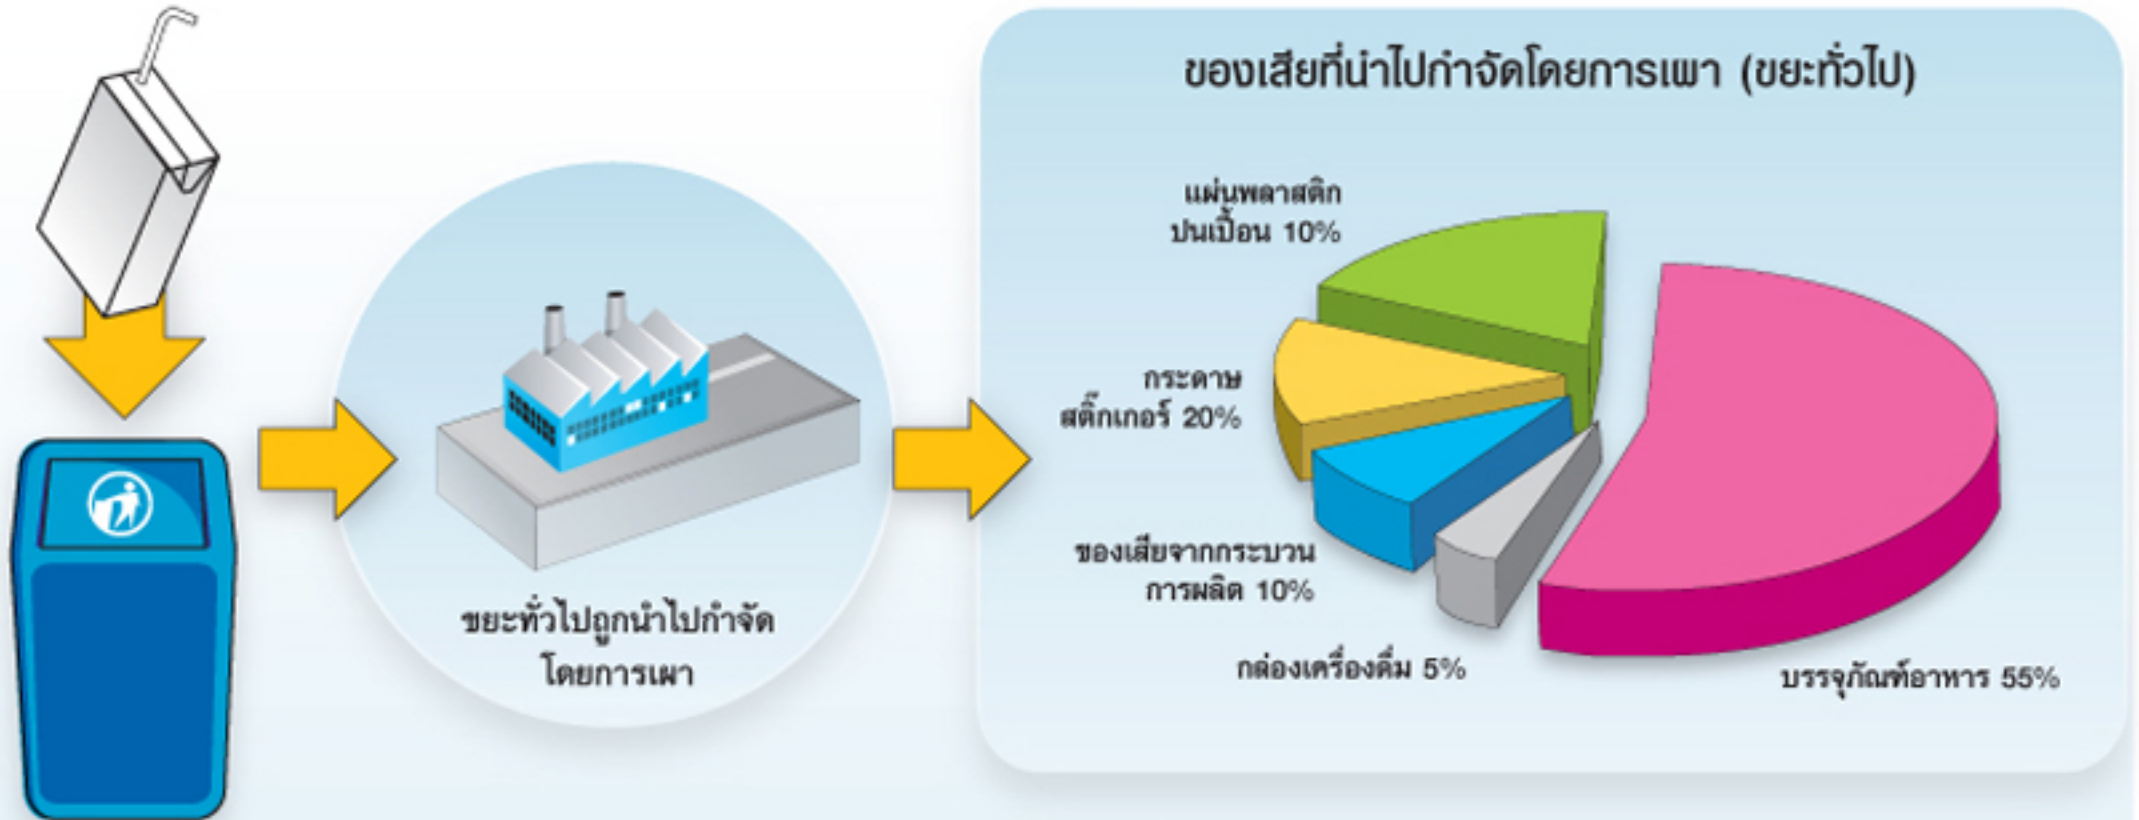 ของเสียที่นำไปกำจัดโดยการเผา (ขยะทั่วไป)
แผ่นพลาสติก
ปนเปื้อน 10%
กระดาษ
สติ๊กเกอร์ 20%
ของเสียจากกระบวน
การผลิต 10%
กล่องเครื่องดื่ม 5%
บรรจุภัณฑ์อาหาร 55%
ขยะทั่วไปถูกนำไปกำจัด
โดยการเผา